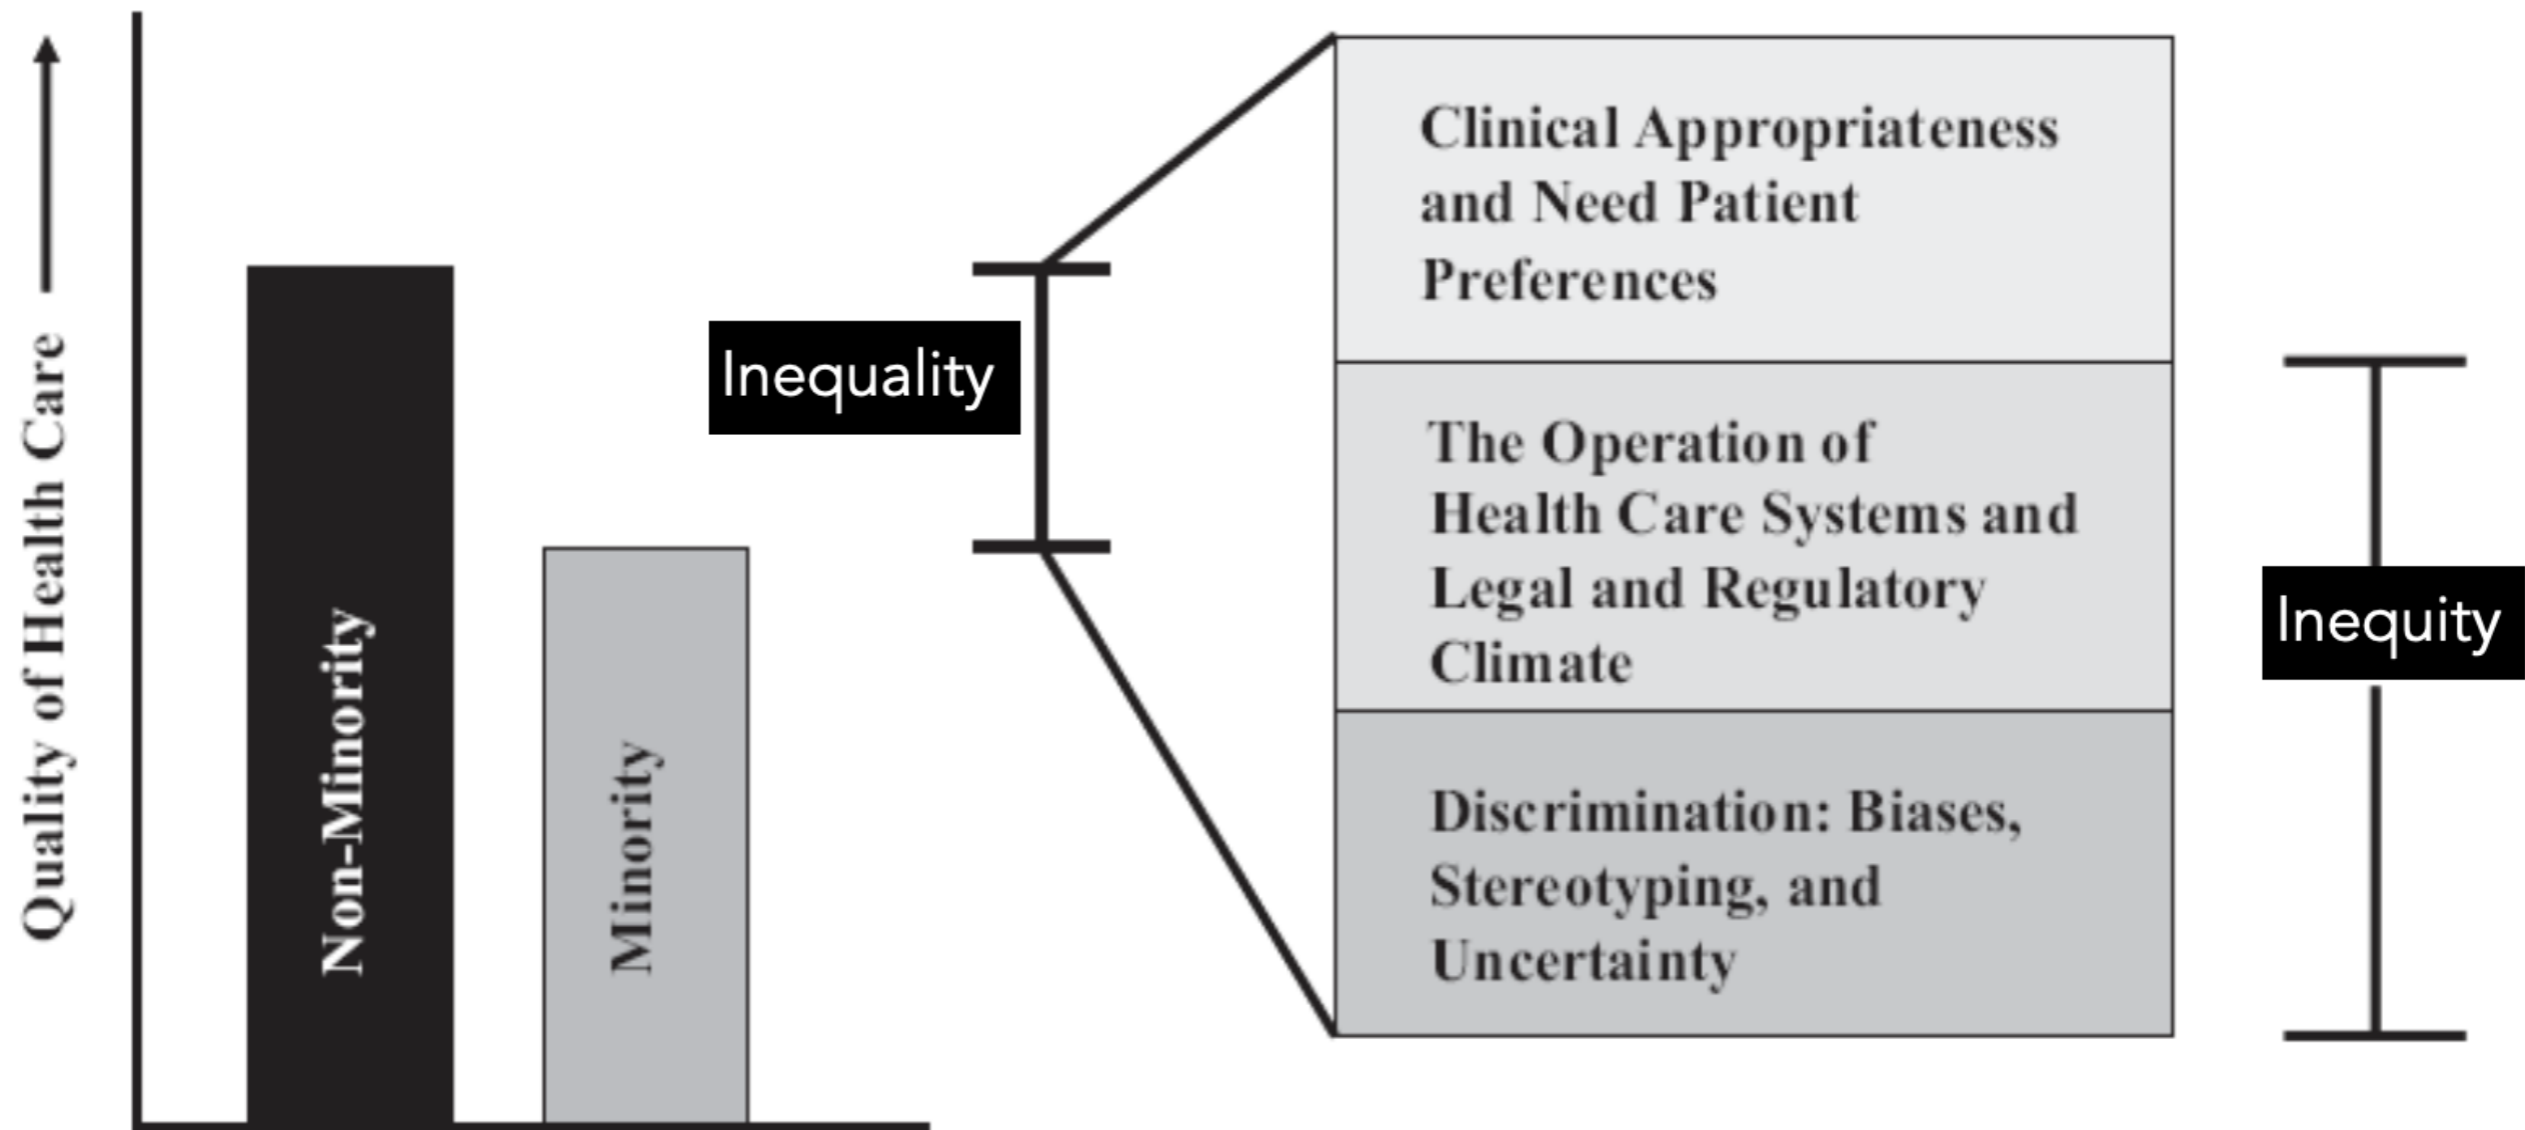 Quality of Health Care
Non-Minority
Minority
Inequality
Clinical Appropriateness
and Need Patient
Preferences
The Operation of
Health Care Systems and
Legal and Regulatory
Climate
Discrimination: Biases,
Stereotyping, and
Uncertainty
Inequity